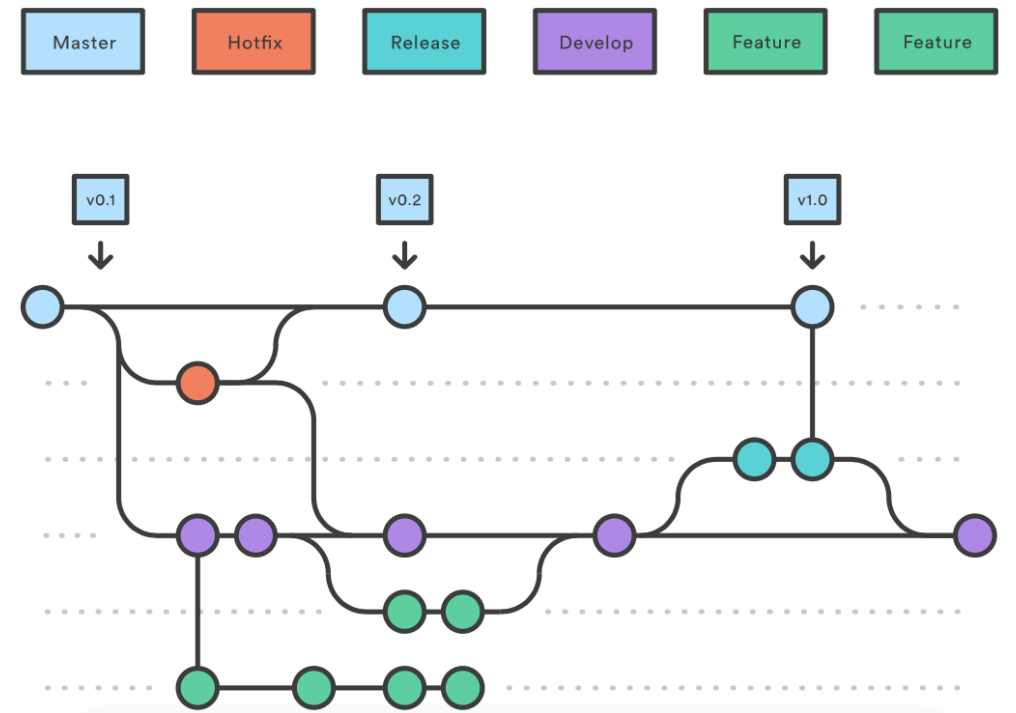 Master
Hotfix
Release
Develop
Feature
Feature
v0.1
v0.2
v1.0